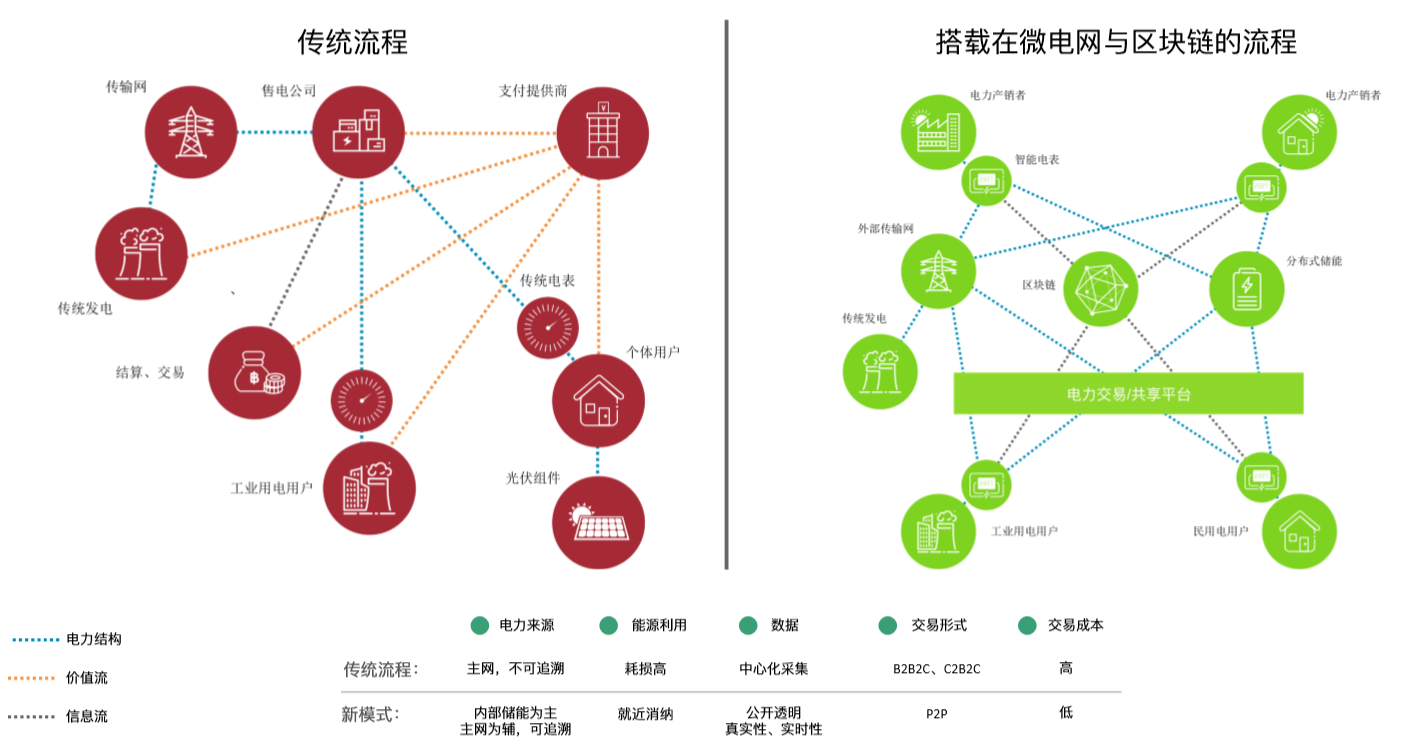 传统流程
搭载在微电网与区块链的流程
传输网
售电公司
支付提供商
传统发电
、
结算、交易
传统电表
个体用户
工业用电用户
光伏组件
电力产销者
电力产销者
智能电表
外部传输网
区块链
分布式储能
传统发电
电力交易/共享平台
工业用电用户
民用电用户
电力结构
价值流
信息流
电力来源 能源利用 数据 交易形式 交易成本
传统流程： 主网，不可追溯 耗损高 中心化采集 B2B2C、C2B2C 高
新模式： 内部储能为主 就近消纳 公开透明 P2P 低
主网为辅，可追溯 真实性、实时性